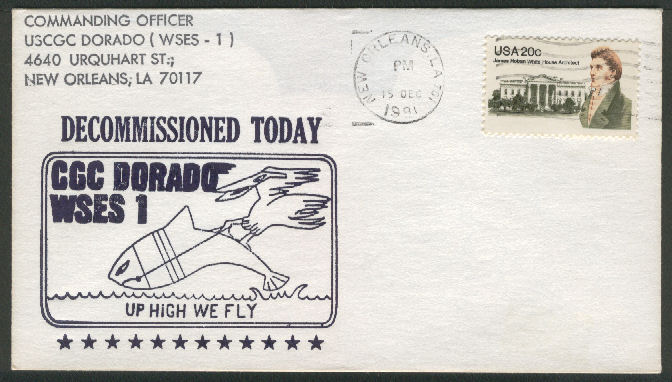 COMMANDING OFFICER
USCGC DORADO ( WSES - 1 )
4640 URQUHART ST.;
NEW ORLEANS, LA 70117
NEW ORLEANS, LA
PM
15 DEC
1981
USA 20c
James Hoban White House Architect
DECOMMISSIONED TODAY
CGC DORADO
WSES 1
UP HIGH WE FLY